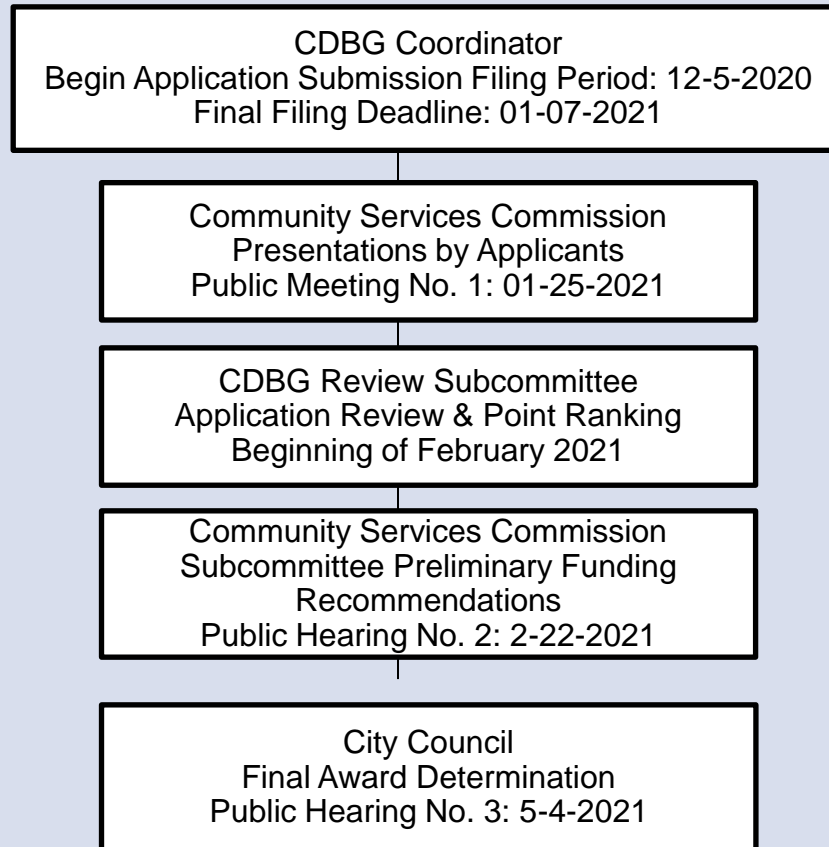 CDBG Coordinator
Begin Application Submission Filing Period: 12-5-2020
Final Filing Deadline: 01-07-2021
Community Services Commission
Presentations by Applicants
Public Meeting No. 1: 01-25-2021
CDBG Review Subcommittee
Application Review & Point Ranking
Beginning of February 2021
Community Services Commission
Subcommittee Preliminary Funding
Recommendations
Public Hearing No. 2: 2-22-2021
City Council
Final Award Determination
Public Hearing No. 3: 5-4-2021